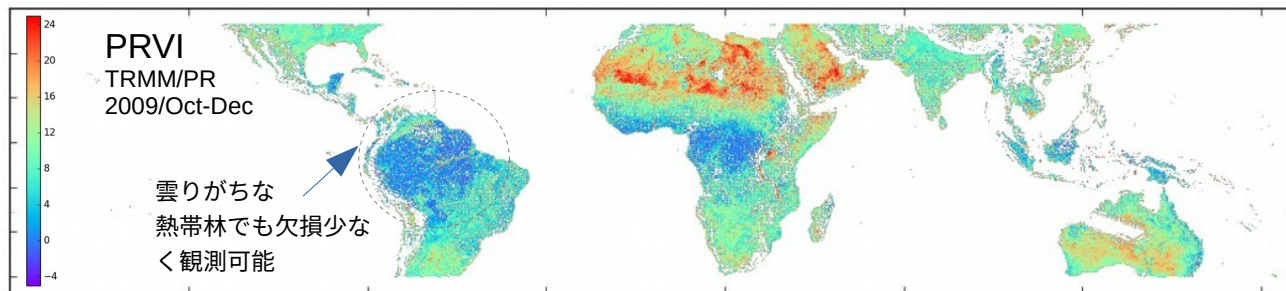 24
20
16
12
8
4
0
−4
PRVI
TRMM/PR
2009/Oct-Dec
雲りがちな
熱帯林でも欠損少な
く観測可能